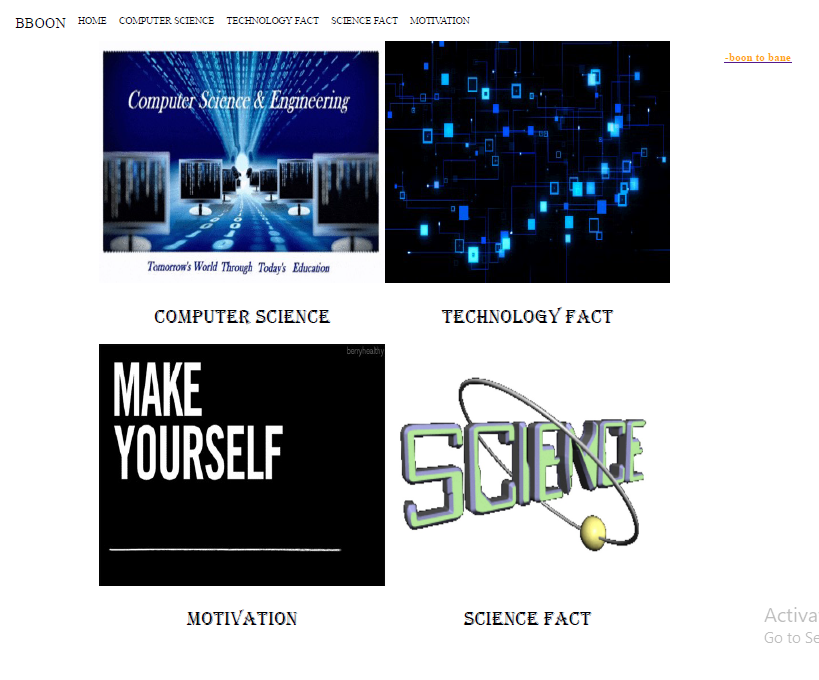 BBOON HOME COMPUTER SCIENCE TECHNOLOGY FACT SCIENCE FACT MOTIVATION
-boon to bane
Computer Science & Engineering
Tomorrow's World Through Today's Education
COMPUTER SCIENCE TECHNOLOGY FACT
berryhealthy
MAKE
YOURSELF
SCIENCE
MOTIVATION SCIENCE FACT
Activa
Go to Se